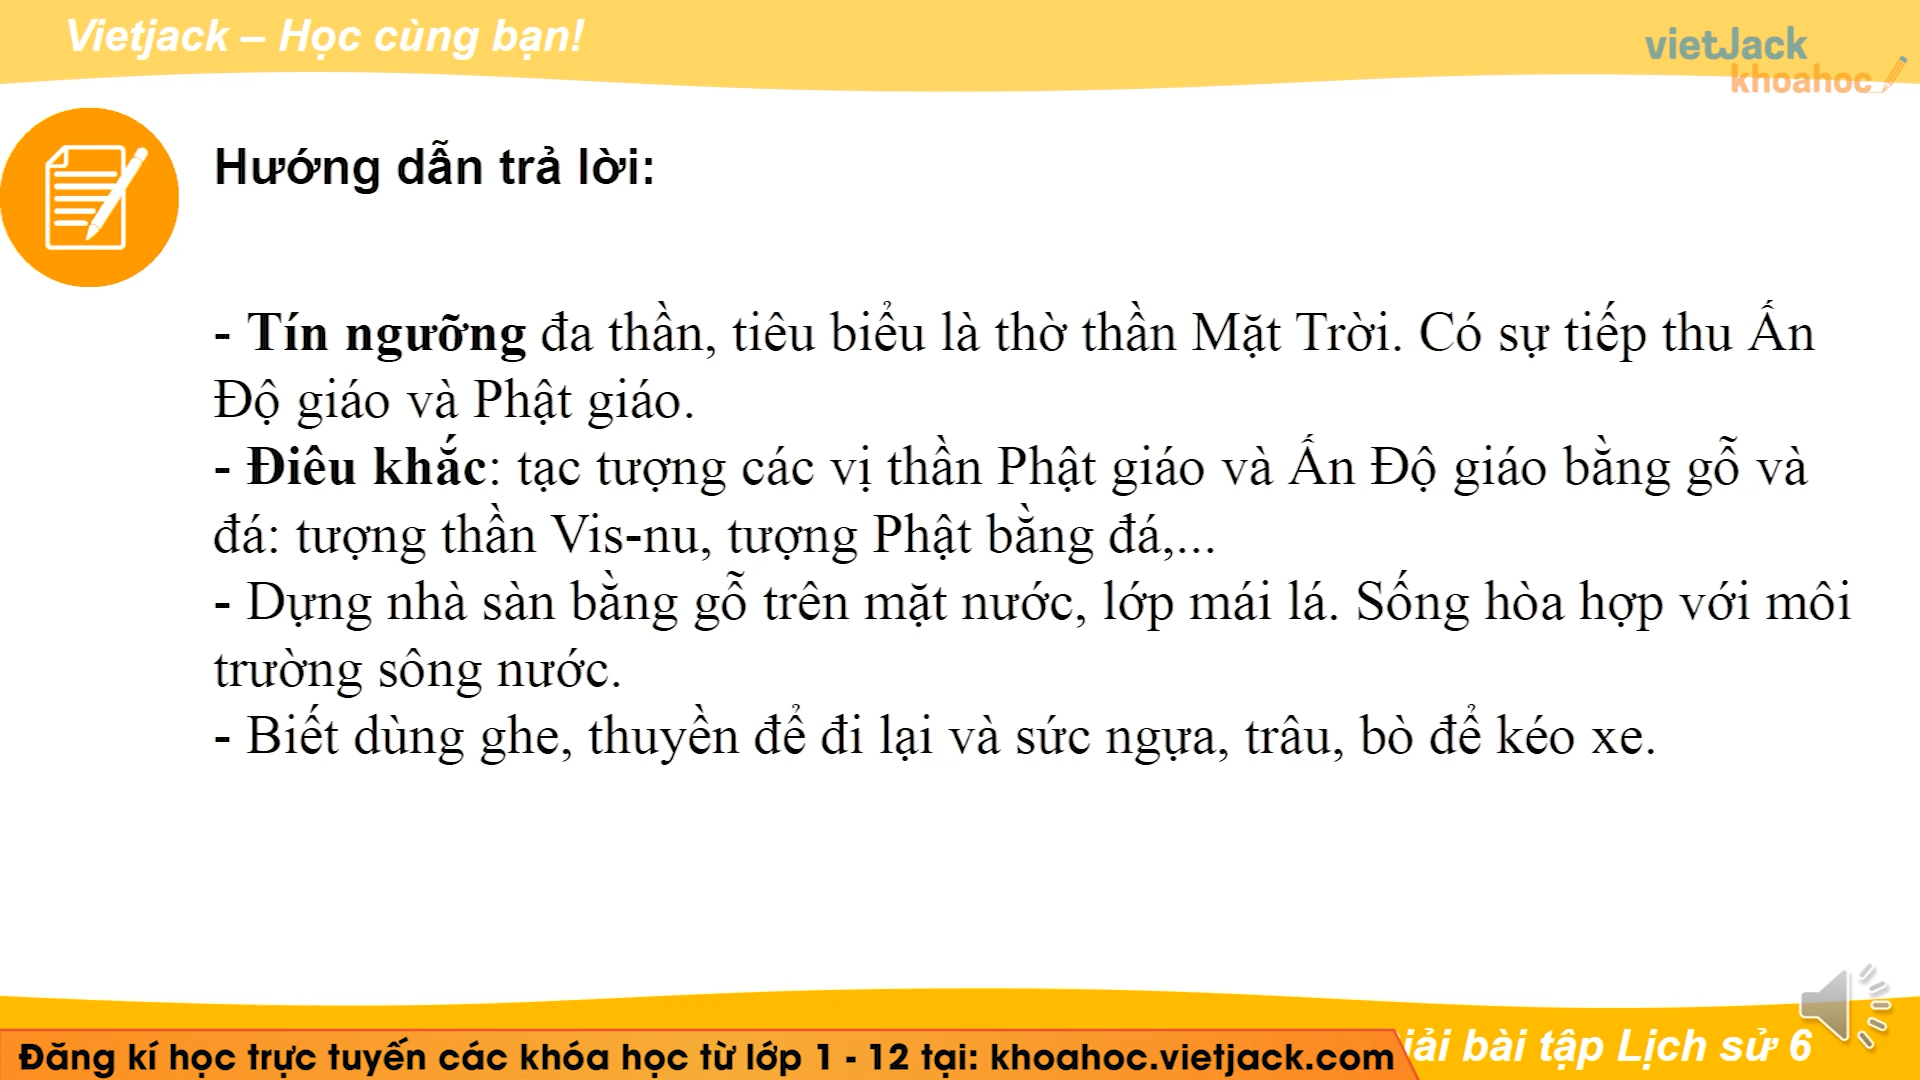 Vietjack – Học cùng bạn!
vietJack
khoahoc
Hướng dẫn trả lời:
- Tín ngưỡng đa thần, tiêu biểu là thờ thần Mặt Trời. Có sự tiếp thu Ấn
Độ giáo và Phật giáo.
- Điêu khắc: tạc tượng các vị thần Phật giáo và Ấn Độ giáo bằng gỗ và
đá: tượng thần Vis-nu, tượng Phật bằng đá,...
- Dựng nhà sàn bằng gỗ trên mặt nước, lớp mái lá. Sống hòa hợp với môi
trường sông nước.
- Biết dùng ghe, thuyền để đi lại và sức ngựa, trâu, bò để kéo xe.
Đăng kí học trực tuyến các khóa học từ lớp 1 - 12 tại: khoahoc.vietjack.com
iải bài tập Lịch sử 6